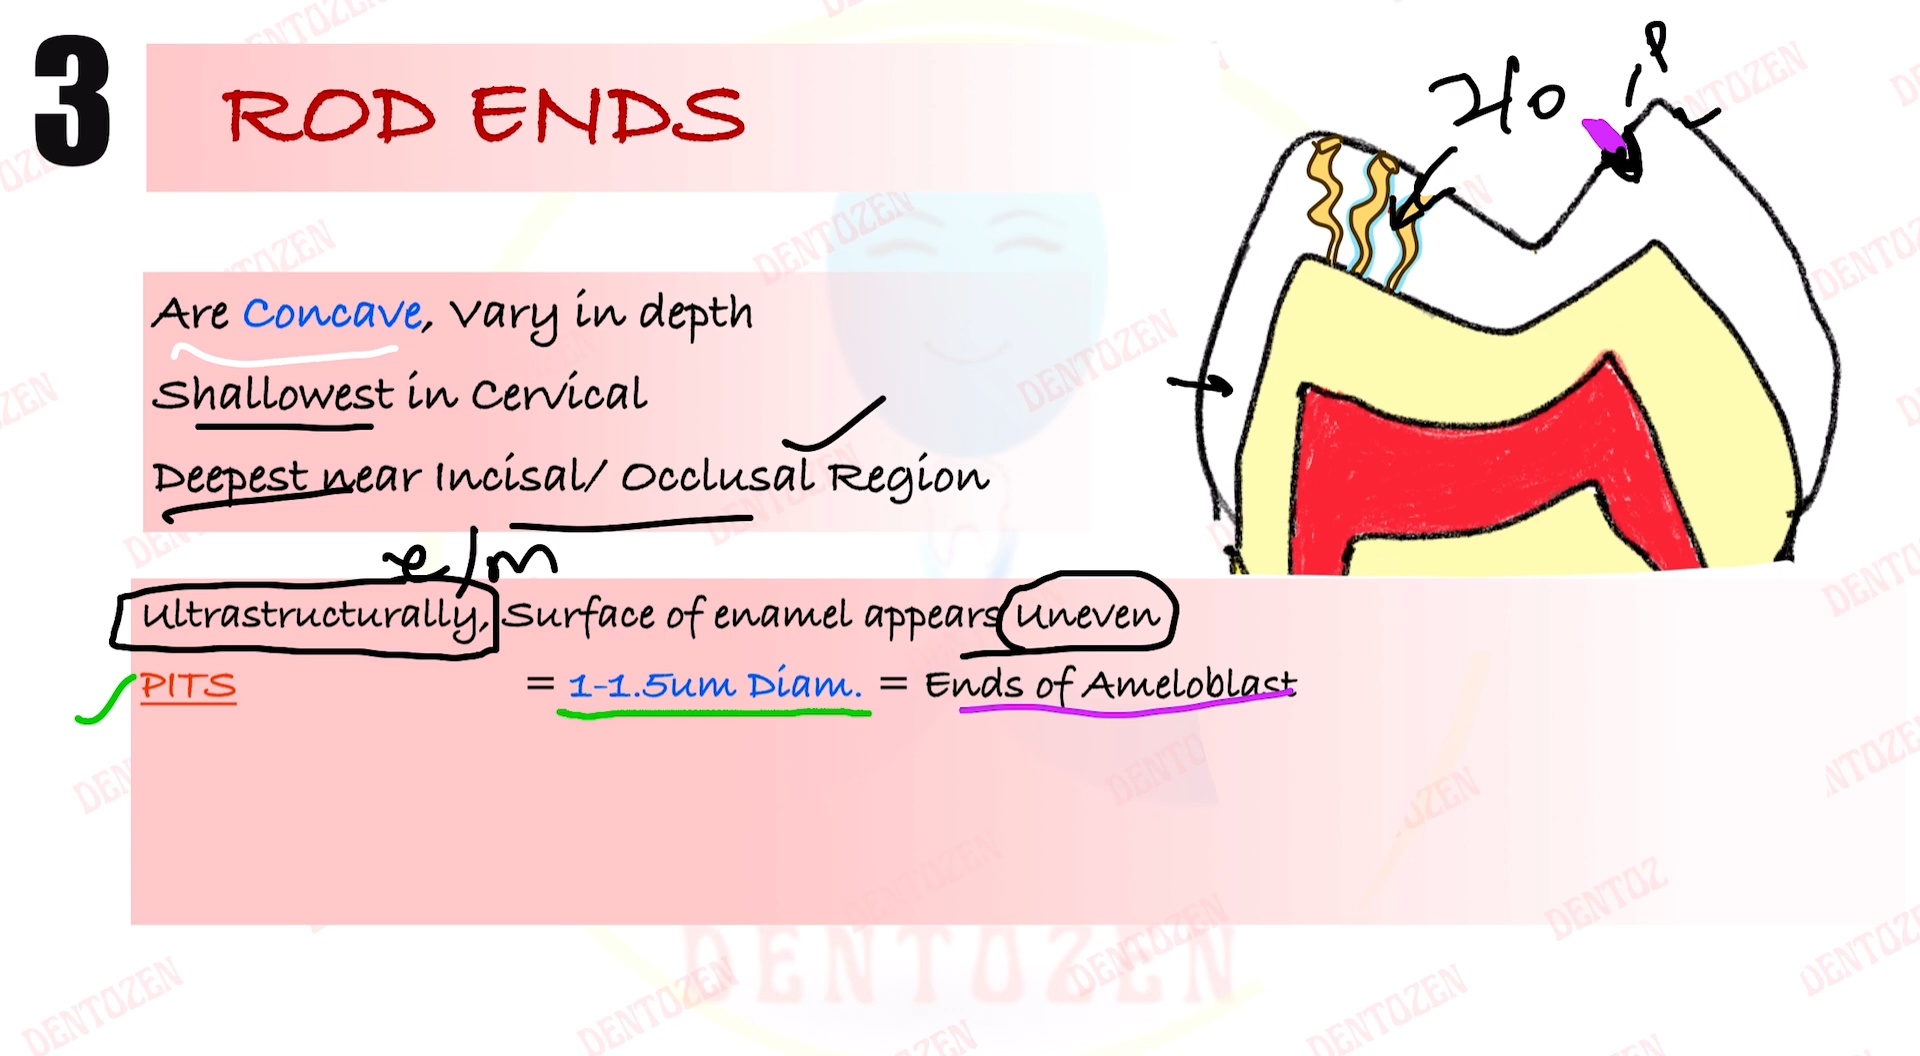 3
ROD ENDS
Are Concave, Vary in depth
Shallowest in Cervical
Deepest near Incisal/ Occlusal Region
e/m
Ultrastructurally, Surface of enamel appears Uneven
PITS = 1-1.5um Diam. = Ends of Ameloblast
DENTOZEN